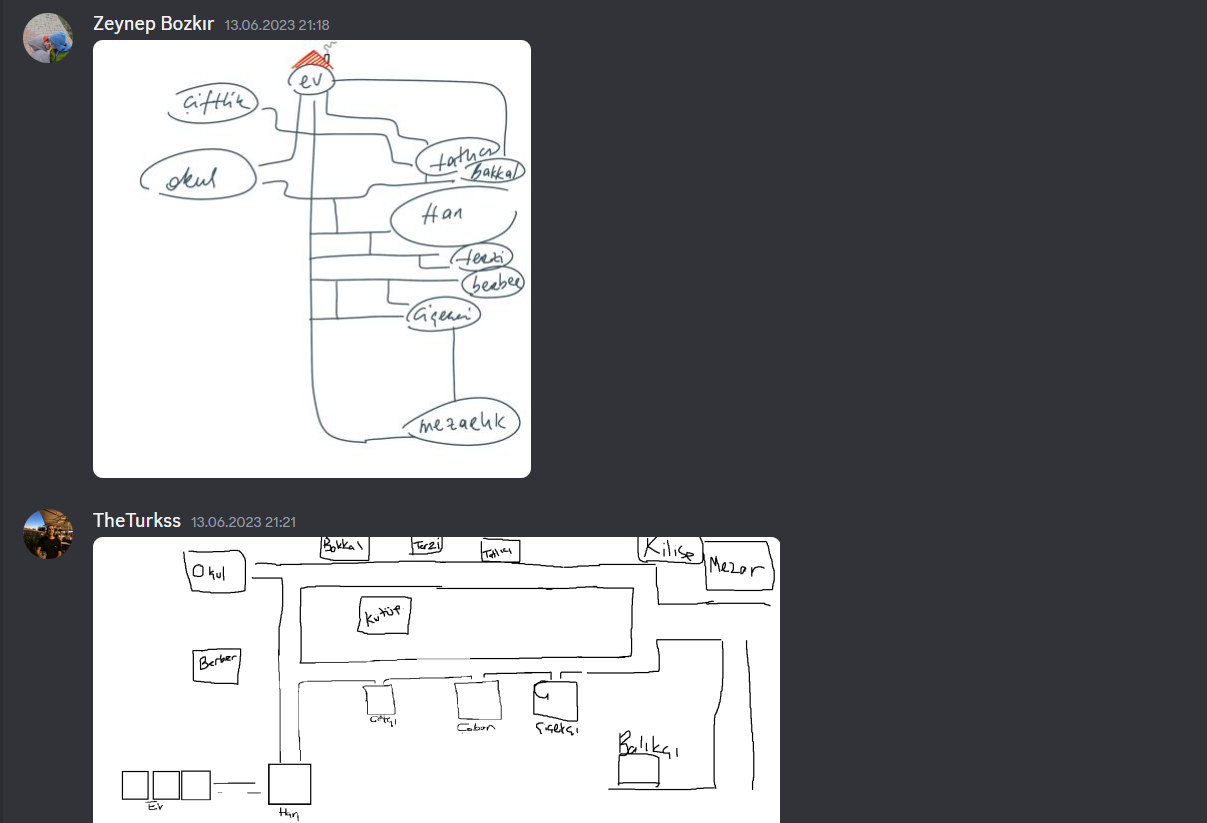 Zeynep Bozkır 13.06.2023 21:18
ev
çiftlik
tatlıcı
Bakkal
okul
Han
terzi
berber
Çiçekçi
mezarlık
TheTurkss 13.06.2023 21:21
Bakkal
Terzi
Tatlıcı
Kilise
Mezar
Okul
Kütüp
Berber
Çiftçi
Çoban
Çiçekçi
Balıkçı
Ev
Han